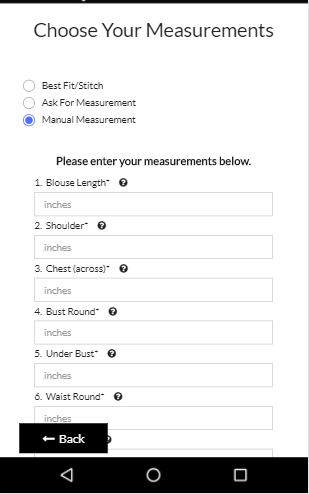 Choose Your Measurements
Best Fit/Stitch
Ask For Measurement
Manual Measurement
Please enter your measurements below.
1. Blouse Length*
inches
2. Shoulder*
inches
3. Chest (across)*
inches
4. Bust Round*
inches
5. Under Bust*
inches
6. Waist Round*
inches
Back